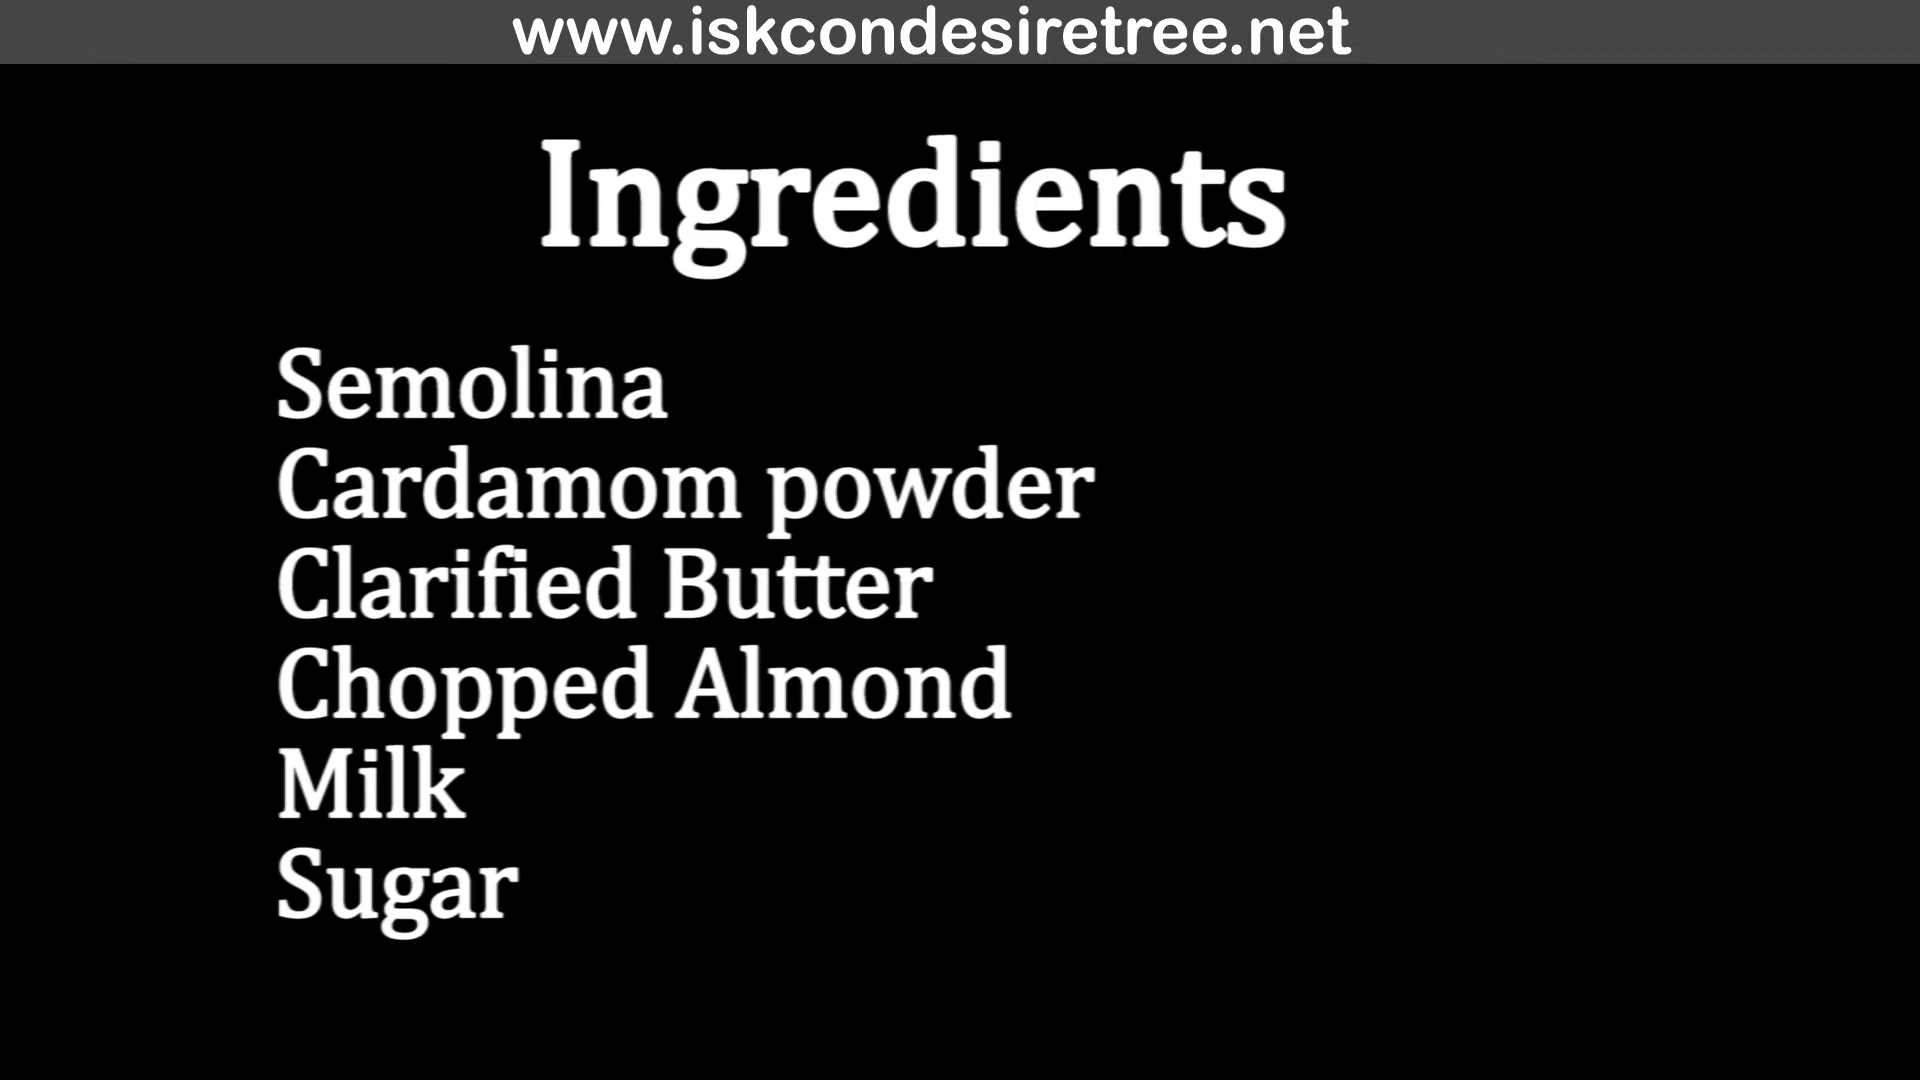 www.iskcondesiretree.net
Ingredients
Semolina
Cardamom powder
Clarified Butter
Chopped Almond
Milk
Sugar